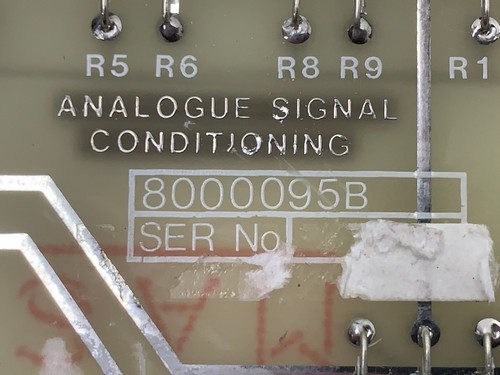 R5 R6 R8 R9 R1
ANALOGUE SIGNAL
CONDITIONING
8000095B
SER No